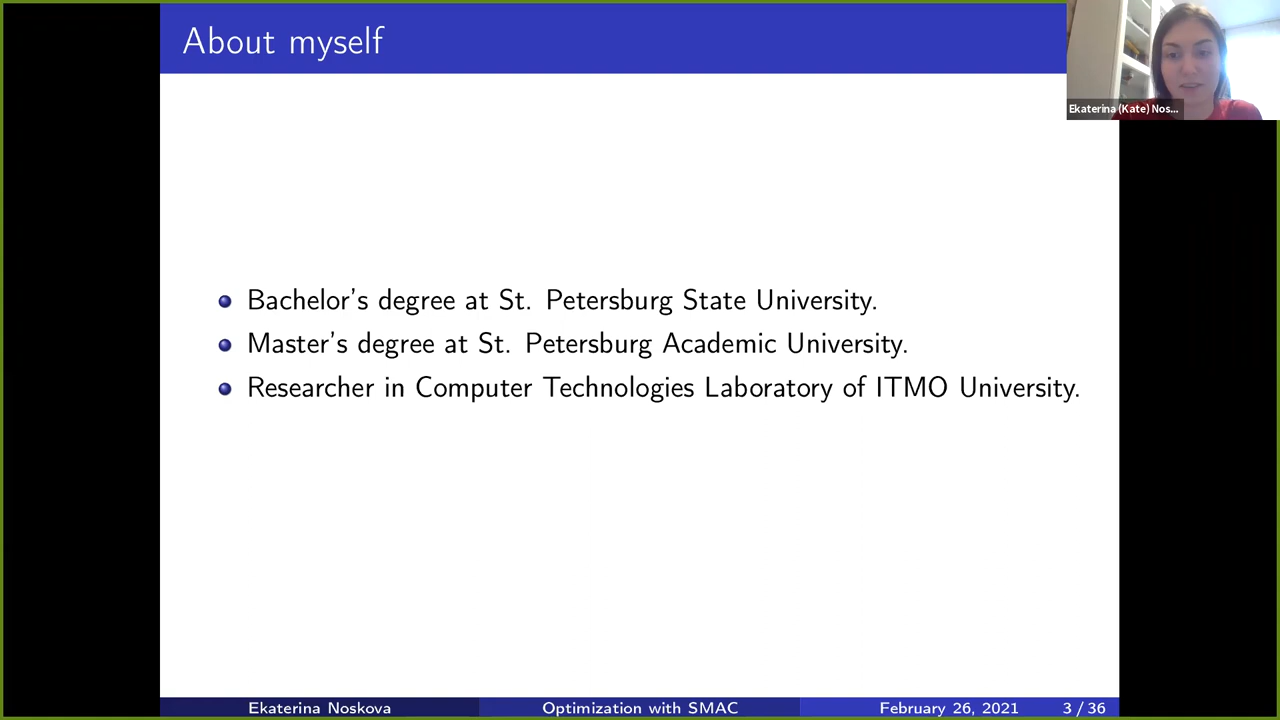 About myself
Ekaterina (Kate) Nos...
Bachelor's degree at St. Petersburg State University.
Master's degree at St. Petersburg Academic University.
Researcher in Computer Technologies Laboratory of ITMO University.
Ekaterina Noskova
Optimization with SMAC
February 26, 2021
3 / 36